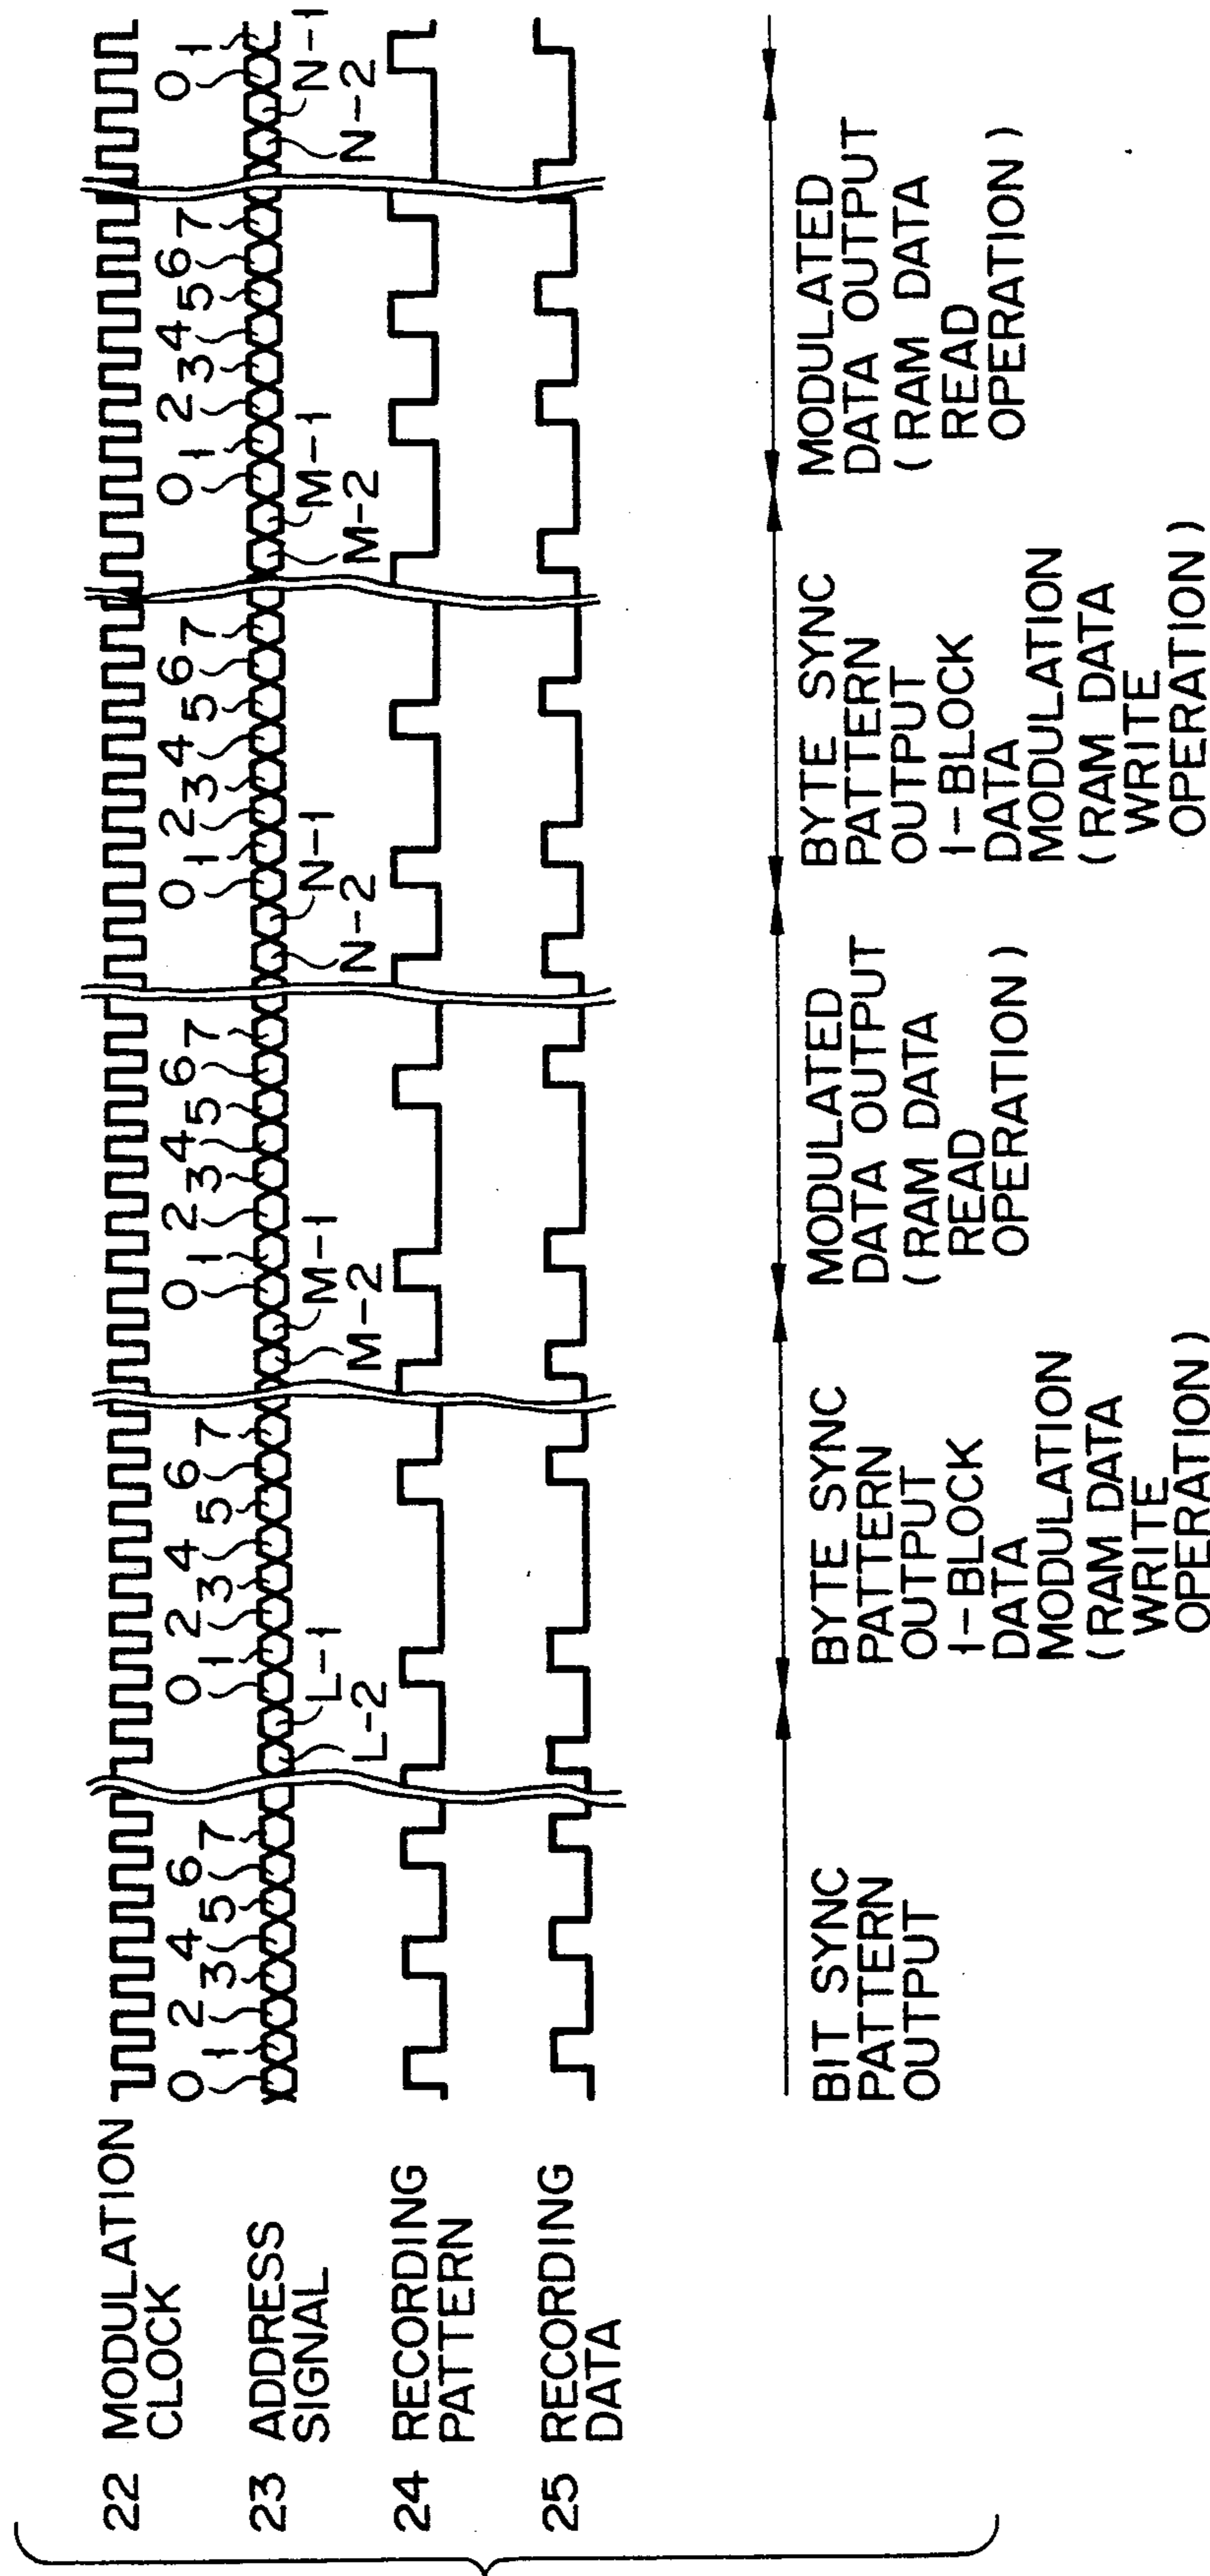 22 MODULATION
CLOCK
0 1 2 3 4 5 6 7 L-2 L-1 0 1 2 3 4 5 6 7 M-2 M-1 0 1 2 3 4 5 6 7 N-2 N-1 0 1 2 3 4 5 6 7 M-2 M-1 0 1 2 3 4 5 6 7 N-2 N-1 0 1
23 ADDRESS
SIGNAL
24 RECORDING
PATTERN
25 RECORDING
DATA
BIT SYNC
PATTERN
OUTPUT
BYTE SYNC
PATTERN
OUTPUT
1-BLOCK
DATA
MODULATION
(RAM DATA
WRITE
OPERATION)
MODULATED
DATA OUTPUT
(RAM DATA
READ
OPERATION)
BYTE SYNC
PATTERN
OUTPUT
1-BLOCK
DATA
MODULATION
(RAM DATA
WRITE
OPERATION)
MODULATED
DATA OUTPUT
(RAM DATA
READ
OPERATION)